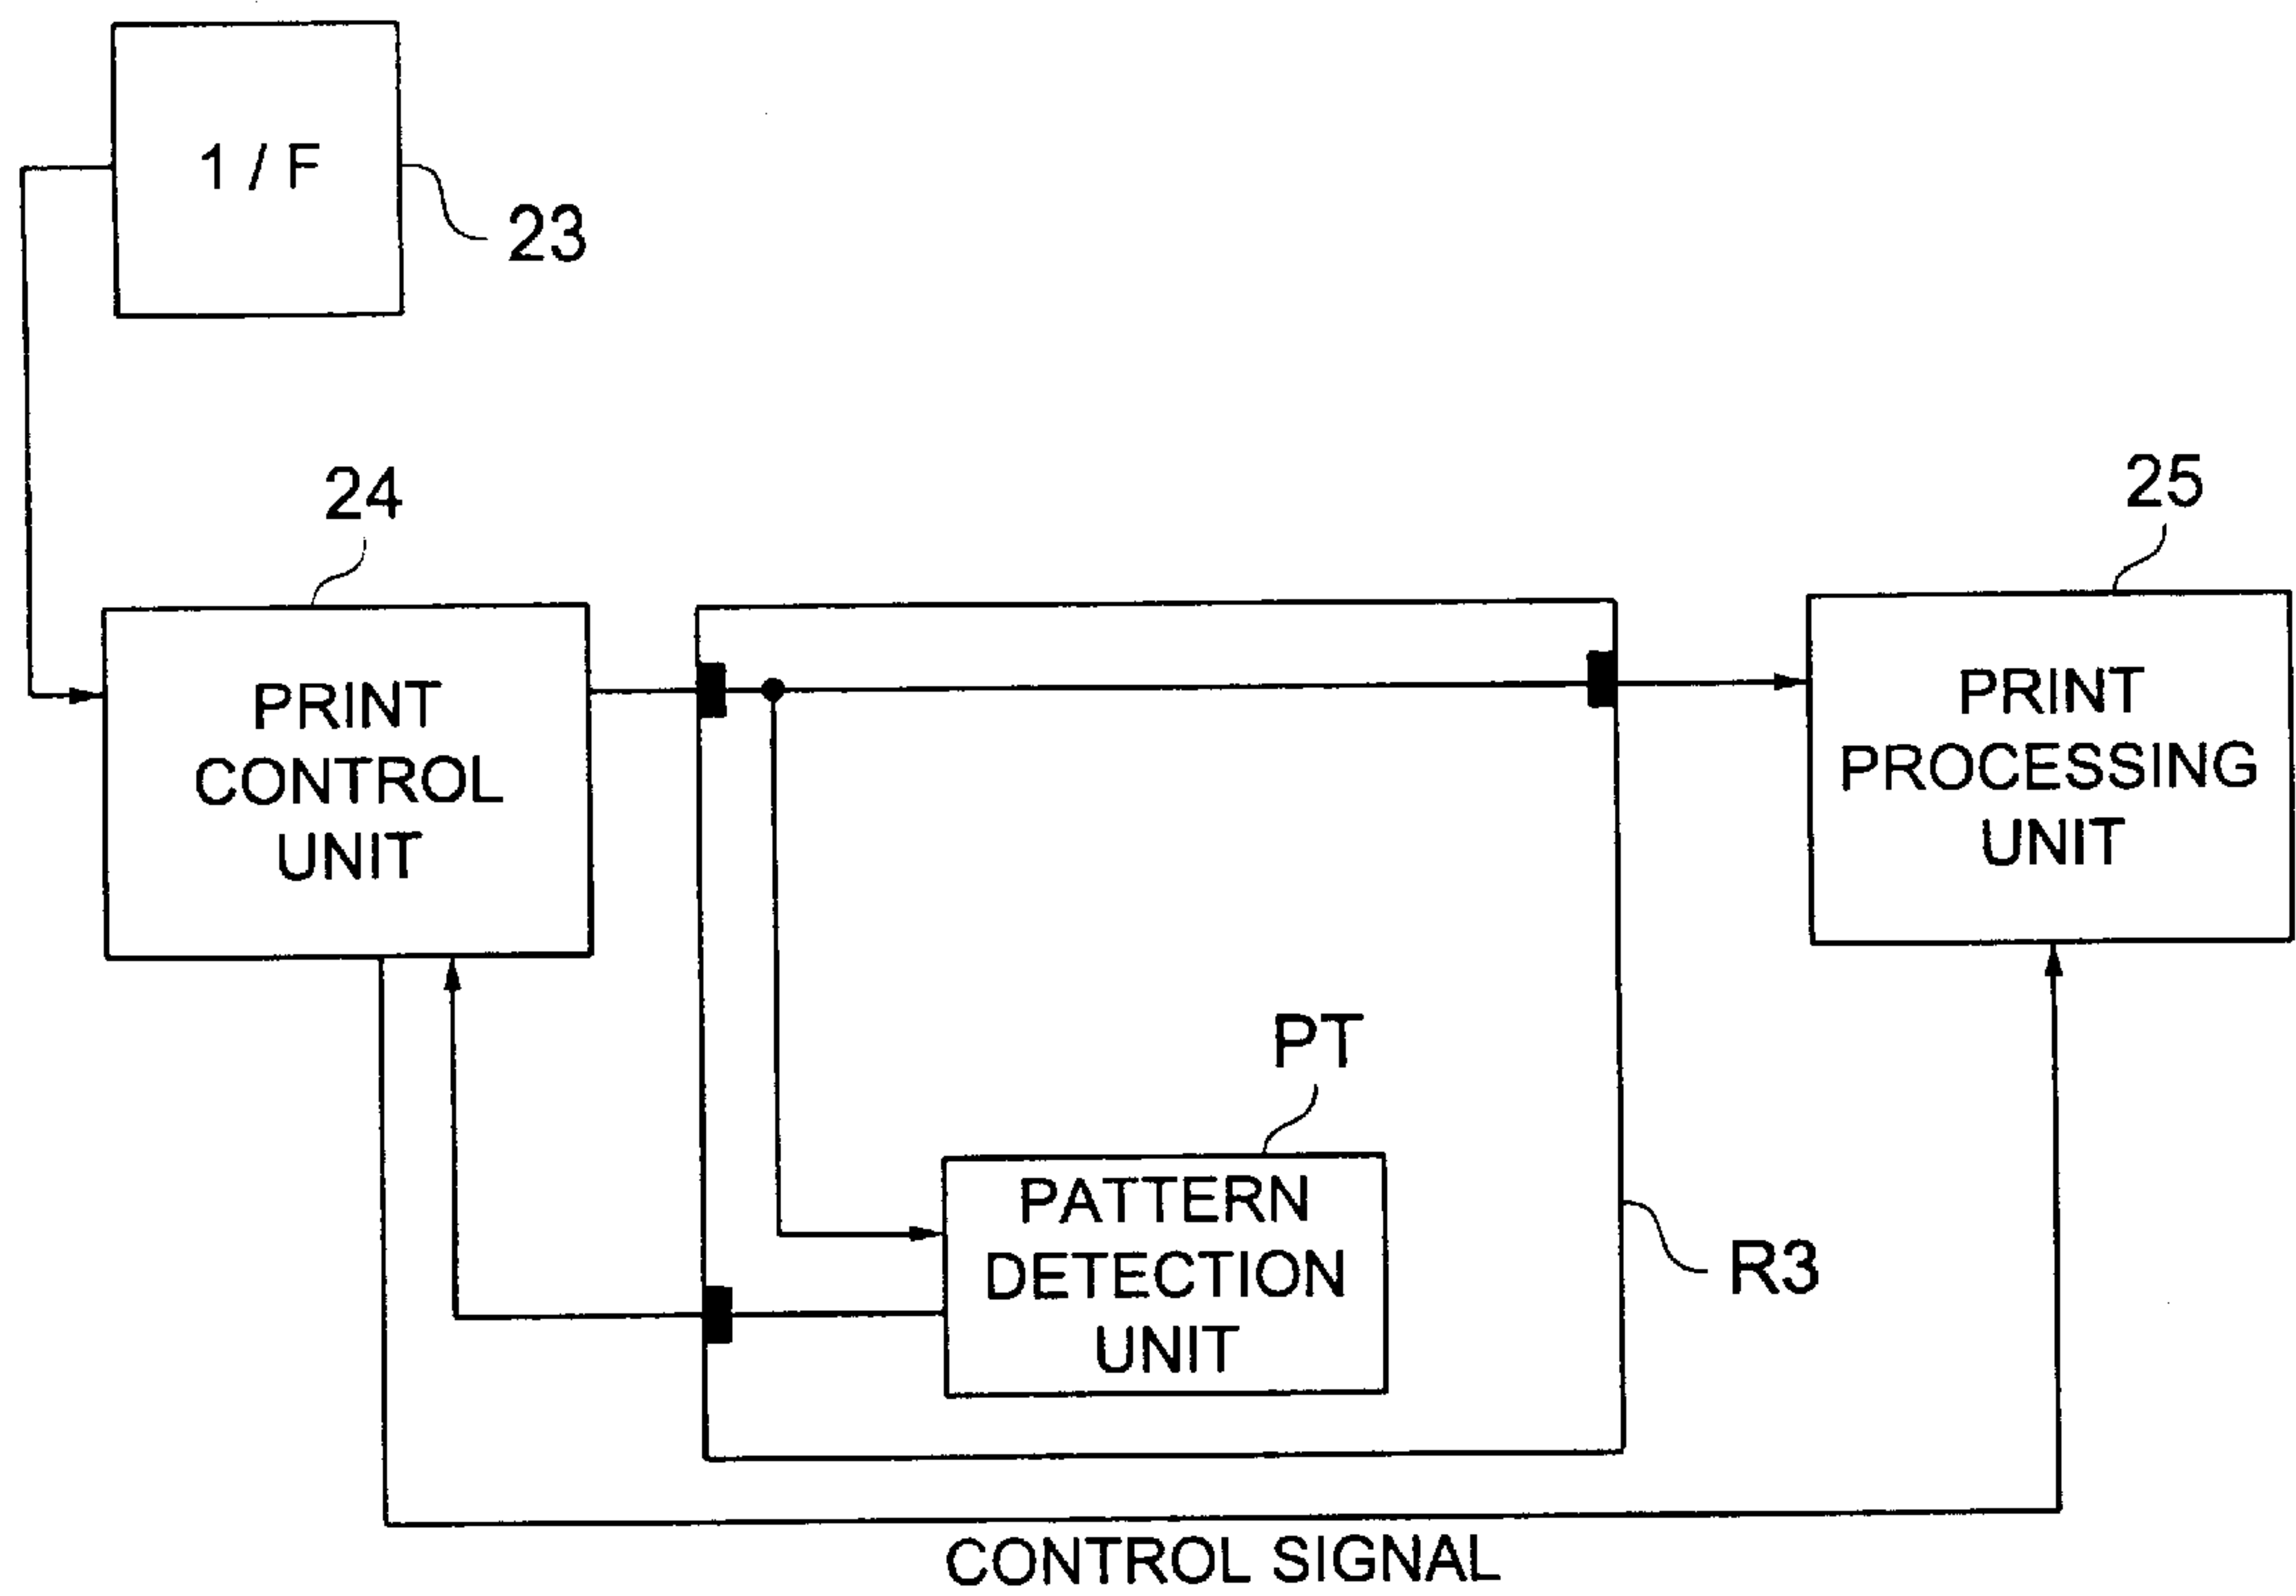 1 / F
23
24
25
PRINT
CONTROL
UNIT
PRINT
PROCESSING
UNIT
PT
PATTERN
DETECTION
UNIT
R3
CONTROL SIGNAL